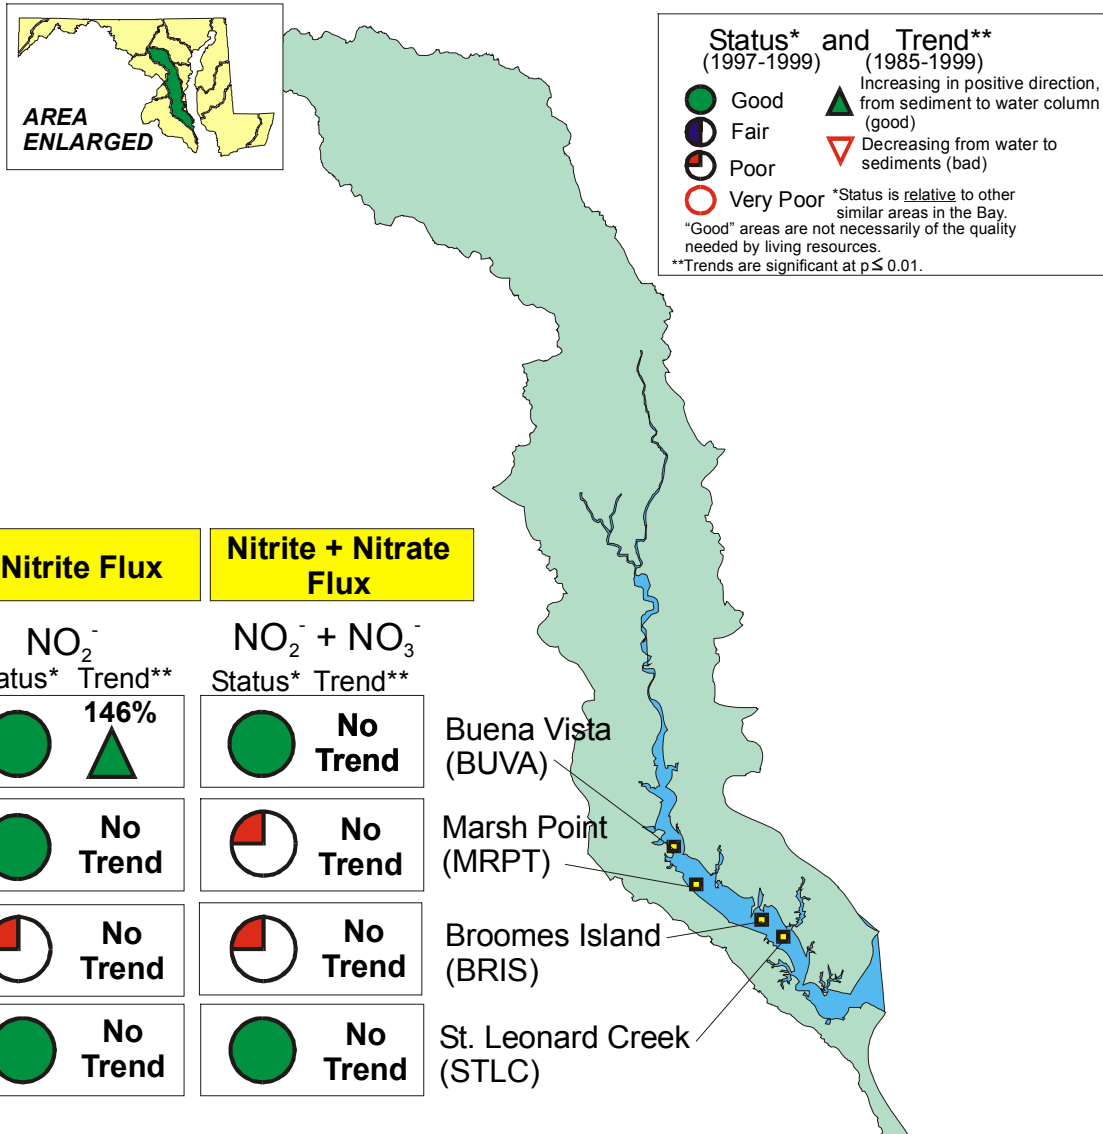 AREA
ENLARGED
Status* and Trend**
(1997-1999) (1985-1999)
Good
Fair
Poor
Very Poor
Increasing in positive direction,
from sediment to water column
(good)
Decreasing from water to
sediments (bad)
*Status is relative to other
similar areas in the Bay.
“Good” areas are not necessarily of the quality
needed by living resources.
**Trends are significant at p≤ 0.01.
Nitrite Flux
NO₂⁻
atus* Trend**
146%
No
Trend
No
Trend
No
Trend
Nitrite + Nitrate
Flux
NO₂⁻ + NO₃⁻
Status* Trend**
No
Trend
No
Trend
No
Trend
No
Trend
Buena Vista
(BUVA)
Marsh Point
(MRPT)
Broomes Island
(BRIS)
St. Leonard Creek
(STLC)